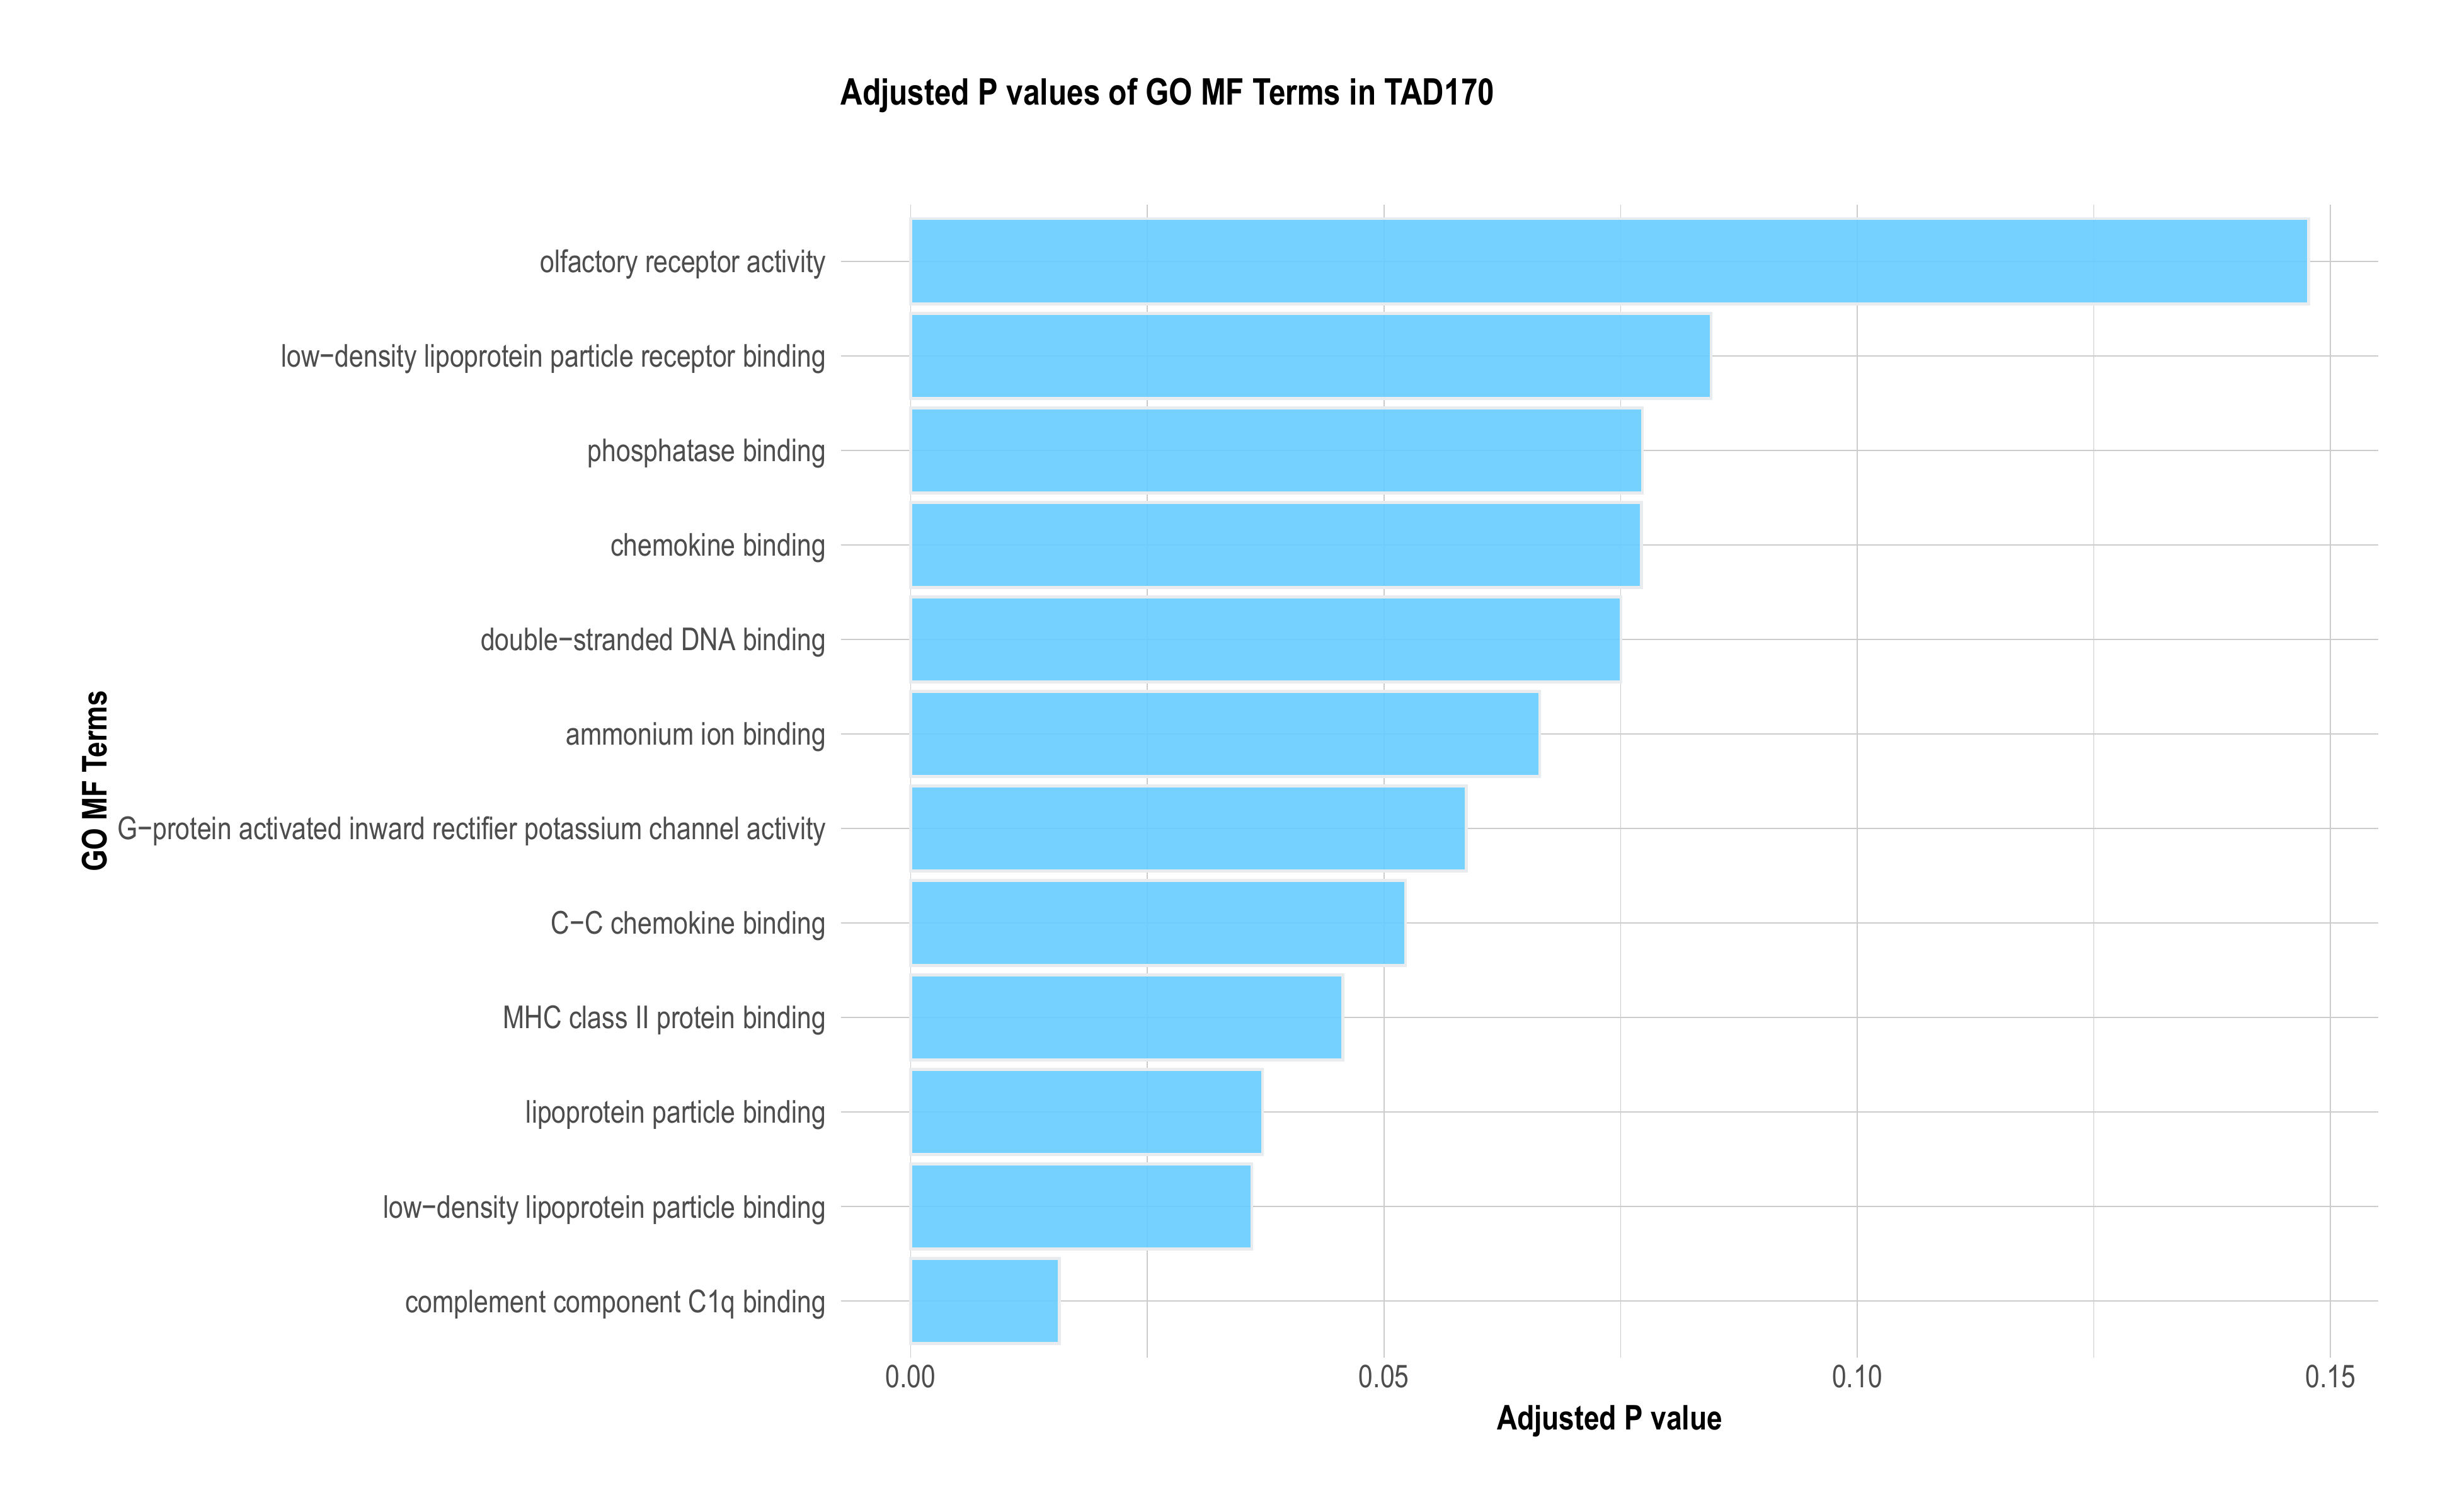 Adjusted P values of GO MF Terms in TAD170
olfactory receptor activity
low−density lipoprotein particle receptor binding
phosphatase binding
chemokine binding
double−stranded DNA binding
ammonium ion binding
G−protein activated inward rectifier potassium channel activity
C−C chemokine binding
MHC class II protein binding
lipoprotein particle binding
low−density lipoprotein particle binding
complement component C1q binding
GO MF Terms
0.00 0.05 0.10 0.15
Adjusted P value